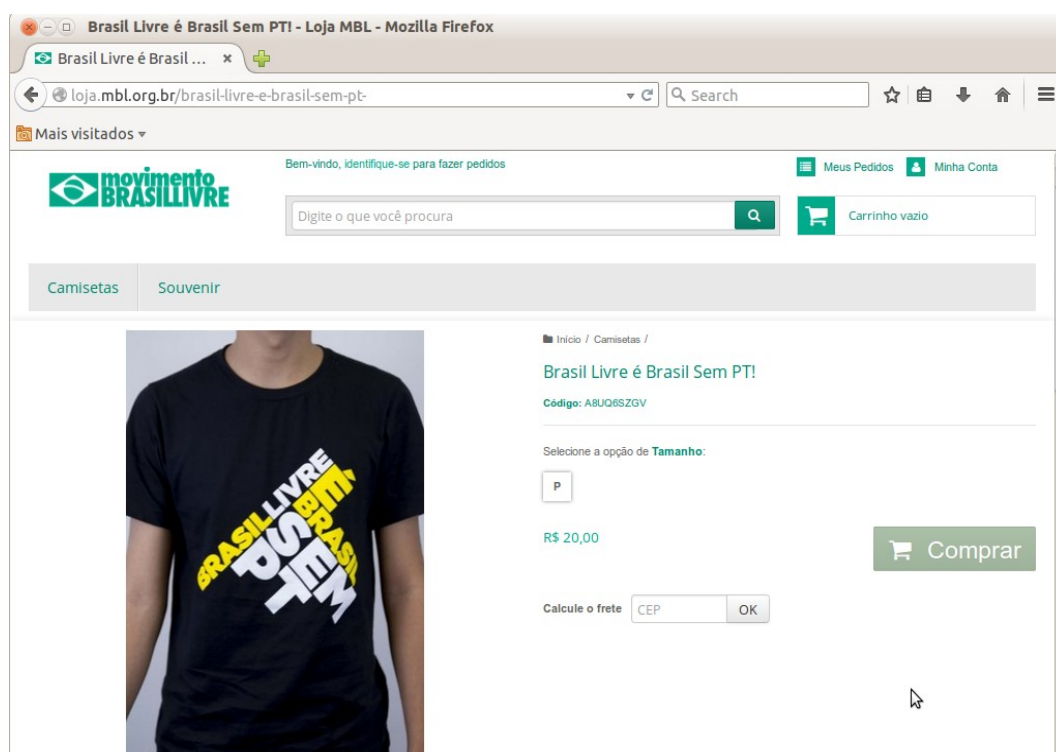 Brasil Livre é Brasil Sem PT! - Loja MBL - Mozilla Firefox
Brasil Livre é Brasil ...
loja.mbl.org.br/brasil-livre-e-brasil-sem-pt-
Search
Mais visitados
movimento
BRASILLIVRE
Bem-vindo, identifique-se para fazer pedidos
Meus Pedidos
Minha Conta
Digite o que você procura
Carrinho vazio
Camisetas
Souvenir
Início / Camisetas /
Brasil Livre é Brasil Sem PT!
Código: A8UQ6SZGV
Selecione a opção de Tamanho:
P
R$ 20,00
Comprar
Calcule o frete
CEP
OK
BRASILLIVRE
É BRASIL
SEM
PT